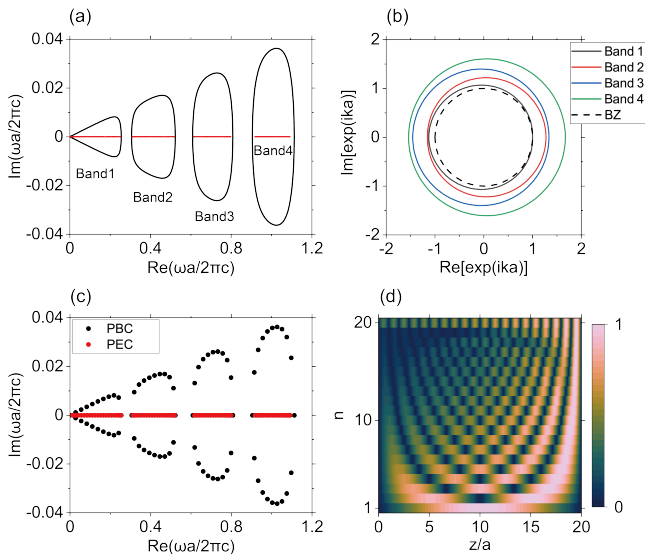 (a)
0.04
0.02
0
-0.02
-0.04
Im(ωa/2πc)
Band1
Band2
Band3
Band4
0
0.4
0.8
1.2
Re(ωa/2πc)
(b)
2
1
0
-1
-2
Im[exp(ika)]
Band 1
Band 2
Band 3
Band 4
BZ
-2
-1
0
1
2
Re[exp(ika)]
(c)
PBC
PEC
0.04
0.02
0
-0.02
-0.04
Im(ωa/2πc)
0
0.4
0.8
1.2
Re(ωa/2πc)
(d)
20
10
1
n
0
5
10
15
20
z/a
1
0